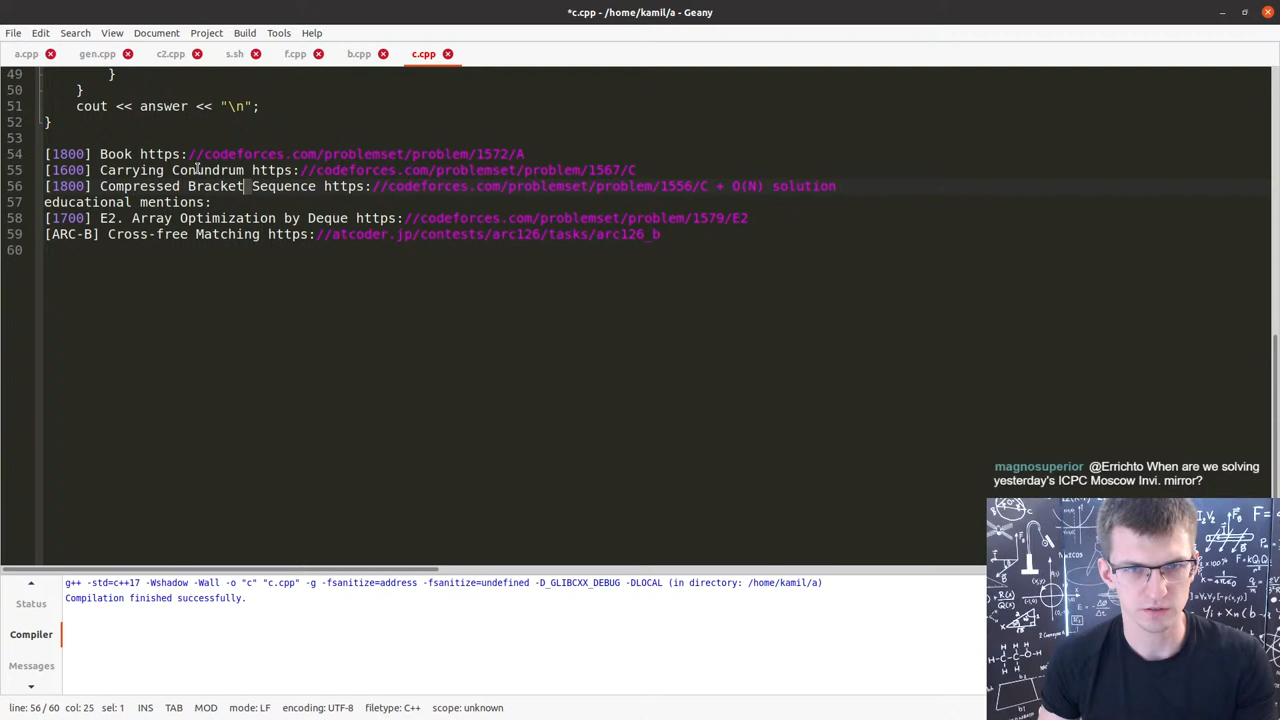 *c.cpp - /home/kamil/a - Geany
File Edit Search View Document Project Build Tools Help
a.cpp gen.cpp c2.cpp s.sh f.cpp b.cpp c.cpp
49 }
50 }
51 cout << answer << "\n";
52 }
53
54 [1800] Book https://codeforces.com/problemset/problem/1572/A
55 [1600] Carrying Conundrum https://codeforces.com/problemset/problem/1567/C
56 [1800] Compressed Bracket Sequence https://codeforces.com/problemset/problem/1556/C + O(N) solution
57 educational mentions:
58 [1700] E2. Array Optimization by Deque https://codeforces.com/problemset/problem/1579/E2
59 [ARC-B] Cross-free Matching https://atcoder.jp/contests/arc126/tasks/arc126_b
60
magnosuperior @Errichto When are we solving
yesterday's ICPC Moscow Invi. mirror?
Status
Compiler
Messages
g++ -std=c++17 -Wshadow -Wall -o "c" "c.cpp" -g -fsanitize=address -fsanitize=undefined -D_GLIBCXX_DEBUG -DLOCAL (in directory: /home/kamil/a)
Compilation finished successfully.
line: 56 / 60 col: 25 sel: 1 INS TAB MOD mode: LF encoding: UTF-8 filetype: C++ scope: unknown